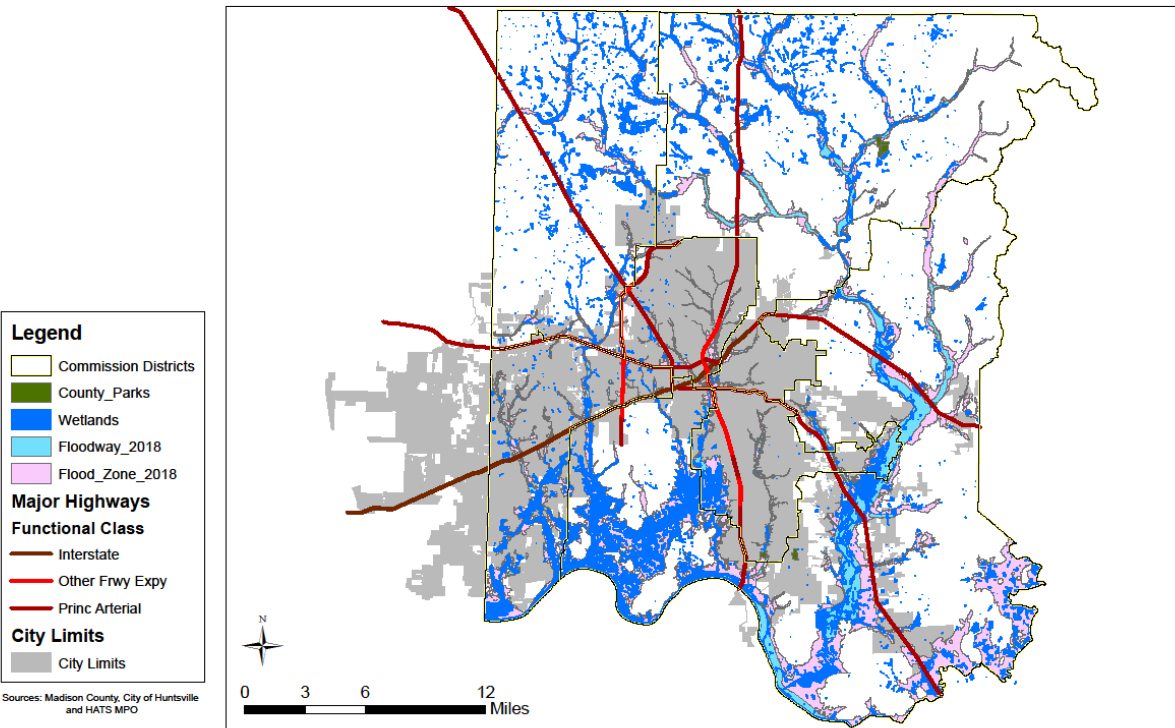 Legend
Commission Districts
County_Parks
Wetlands
Floodway_2018
Flood_Zone_2018
Major Highways
Functional Class
Interstate
Other Frwy Expy
Princ Arterial
City Limits
City Limits
Sources: Madison County, City of Huntsville
and HATS MPO
N
0 3 6 12
Miles